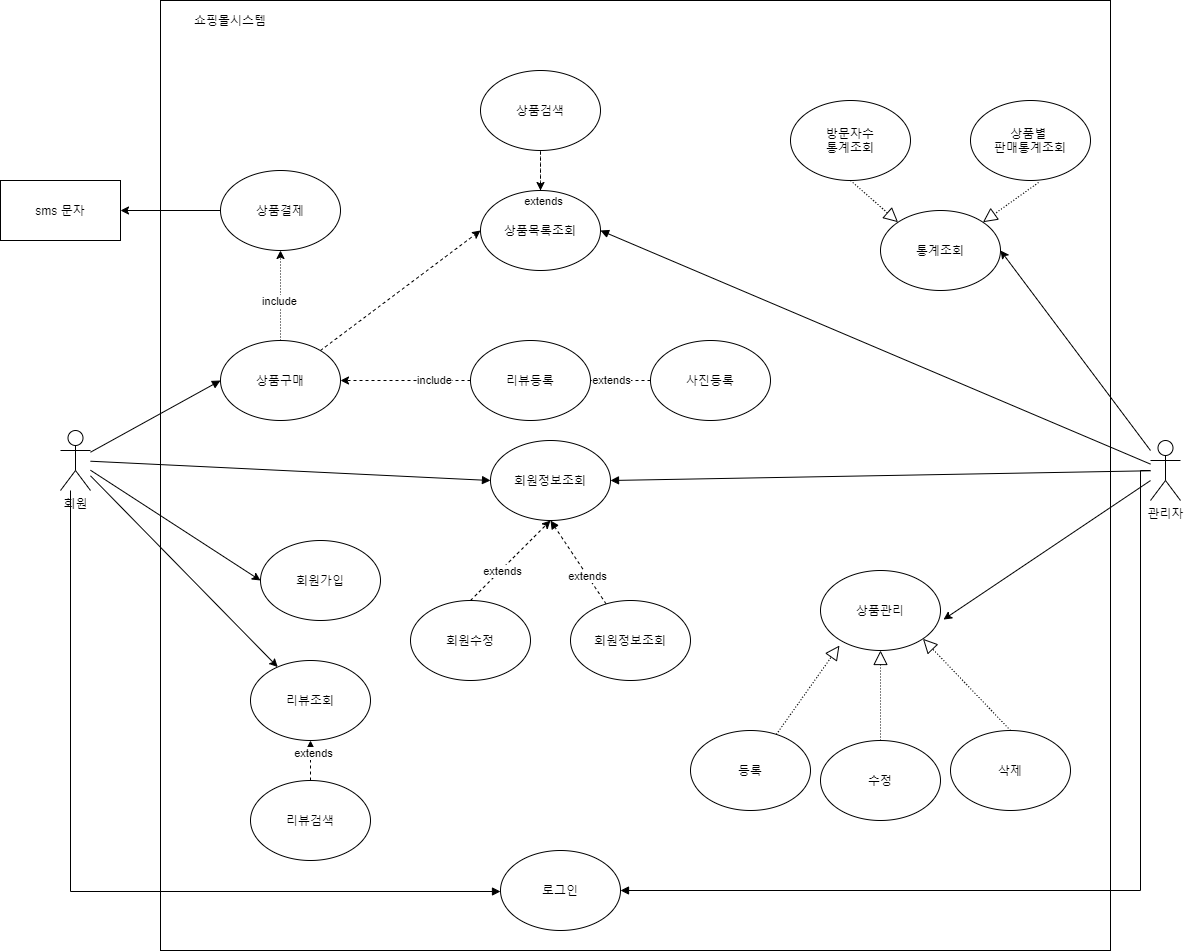 쇼핑몰시스템
상품검색
방문자수
통계조회
상품별
판매통계조회
sms 문자
상품결제
extends
상품목록조회
통계조회
include
상품구매
include
리뷰등록
extends
사진등록
회원
회원정보조회
관리자
extends
extends
회원가입
상품관리
회원수정
회원정보조회
리뷰조회
extends
등록
수정
삭제
리뷰검색
로그인